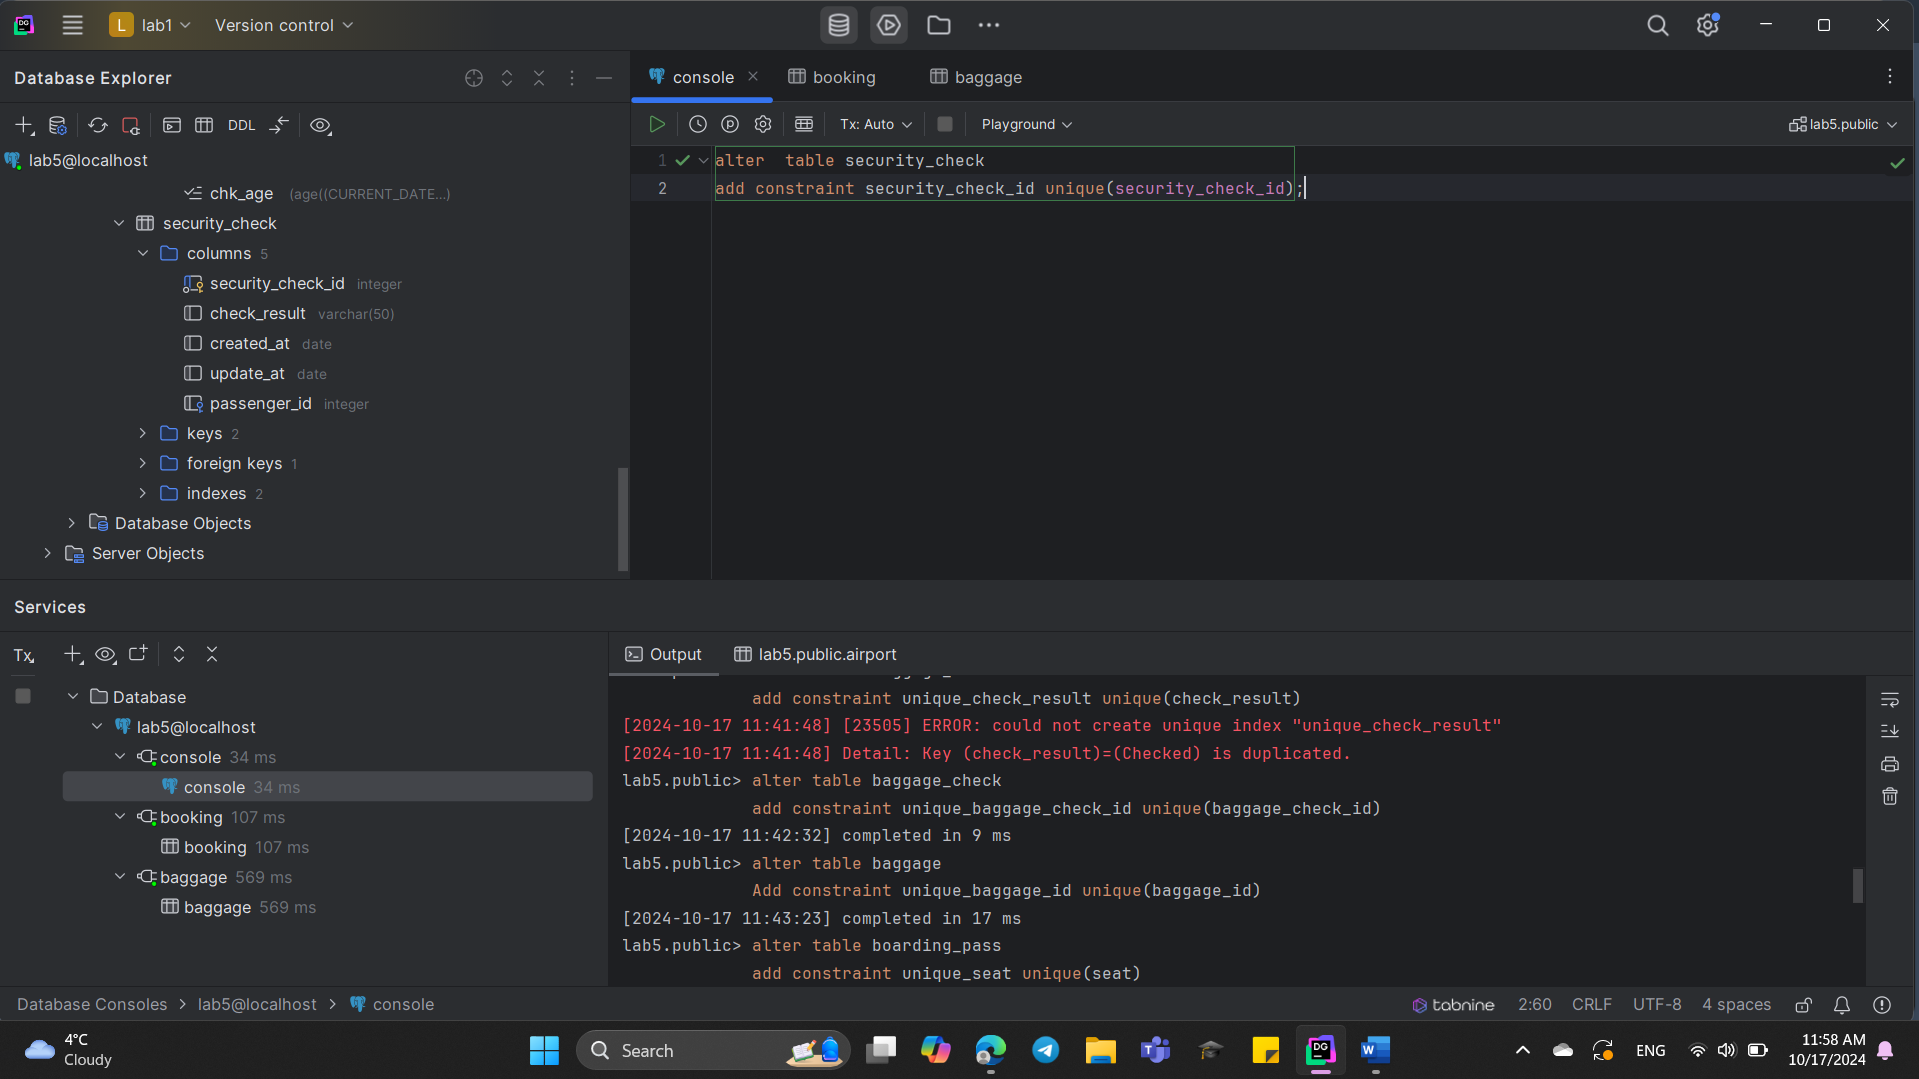 L lab1 Version control
Database Explorer
DDL
lab5@localhost
chk_age (age((CURRENT_DATE...)
security_check
columns 5
security_check_id integer
check_result varchar(50)
created_at date
update_at date
passenger_id integer
keys 2
foreign keys 1
indexes 2
Database Objects
Server Objects
console booking baggage
Tx: Auto Playground lab5.public
1 alter  table security_check
2 add constraint security_check_id unique(security_check_id);
Services
Tx
Database
lab5@localhost
console 34 ms
console 34 ms
booking 107 ms
booking 107 ms
baggage 569 ms
baggage 569 ms
Output lab5.public.airport
add constraint unique_check_result unique(check_result)
[2024-10-17 11:41:48] [23505] ERROR: could not create unique index "unique_check_result"
[2024-10-17 11:41:48] Detail: Key (check_result)=(Checked) is duplicated.
lab5.public> alter table baggage_check
add constraint unique_baggage_check_id unique(baggage_check_id)
[2024-10-17 11:42:32] completed in 9 ms
lab5.public> alter table baggage
Add constraint unique_baggage_id unique(baggage_id)
[2024-10-17 11:43:23] completed in 17 ms
lab5.public> alter table boarding_pass
add constraint unique_seat unique(seat)
Database Consoles > lab5@localhost > console
tabnine 2:60 CRLF UTF-8 4 spaces
4°C
Cloudy
Search
ENG
11:58 AM
10/17/2024